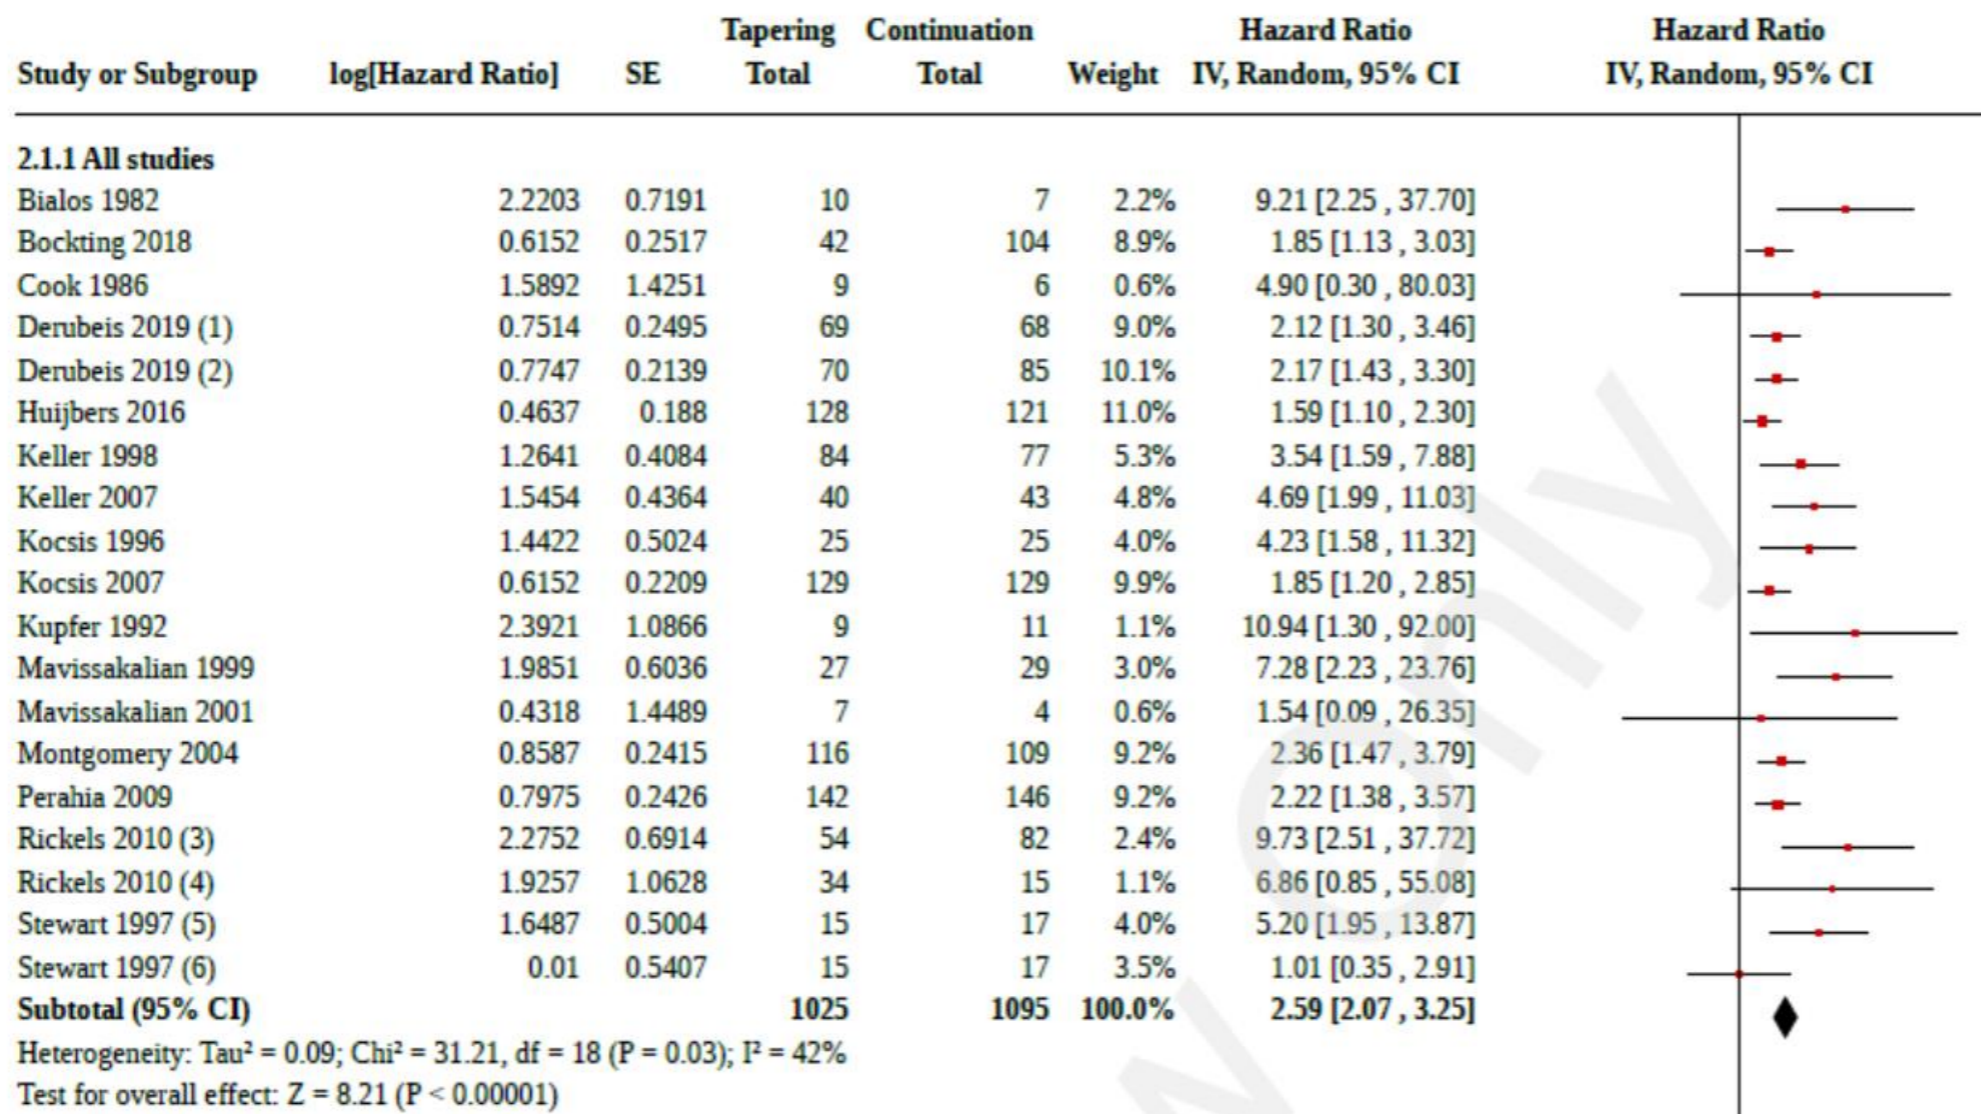 Tapering Continuation Hazard Ratio Hazard Ratio
Study or Subgroup log[Hazard Ratio] SE Total Total Weight IV, Random, 95% CI IV, Random, 95% CI
2.1.1 All studies
Bialos 1982 2.2203 0.7191 10 7 2.2% 9.21 [2.25 , 37.70]
Bockting 2018 0.6152 0.2517 42 104 8.9% 1.85 [1.13 , 3.03]
Cook 1986 1.5892 1.4251 9 6 0.6% 4.90 [0.30 , 80.03]
Derubeis 2019 (1) 0.7514 0.2495 69 68 9.0% 2.12 [1.30 , 3.46]
Derubeis 2019 (2) 0.7747 0.2139 70 85 10.1% 2.17 [1.43 , 3.30]
Huijbers 2016 0.4637 0.188 128 121 11.0% 1.59 [1.10 , 2.30]
Keller 1998 1.2641 0.4084 84 77 5.3% 3.54 [1.59 , 7.88]
Keller 2007 1.5454 0.4364 40 43 4.8% 4.69 [1.99 , 11.03]
Kocsis 1996 1.4422 0.5024 25 25 4.0% 4.23 [1.58 , 11.32]
Kocsis 2007 0.6152 0.2209 129 129 9.9% 1.85 [1.20 , 2.85]
Kupfer 1992 2.3921 1.0866 9 11 1.1% 10.94 [1.30 , 92.00]
Mavissakalian 1999 1.9851 0.6036 27 29 3.0% 7.28 [2.23 , 23.76]
Mavissakalian 2001 0.4318 1.4489 7 4 0.6% 1.54 [0.09 , 26.35]
Montgomery 2004 0.8587 0.2415 116 109 9.2% 2.36 [1.47 , 3.79]
Perahia 2009 0.7975 0.2426 142 146 9.2% 2.22 [1.38 , 3.57]
Rickels 2010 (3) 2.2752 0.6914 54 82 2.4% 9.73 [2.51 , 37.72]
Rickels 2010 (4) 1.9257 1.0628 34 15 1.1% 6.86 [0.85 , 55.08]
Stewart 1997 (5) 1.6487 0.5004 15 17 4.0% 5.20 [1.95 , 13.87]
Stewart 1997 (6) 0.01 0.5407 15 17 3.5% 1.01 [0.35 , 2.91]
Subtotal (95% CI) 1025 1095 100.0% 2.59 [2.07 , 3.25]
Heterogeneity: Tau² = 0.09; Chi² = 31.21, df = 18 (P = 0.03); I² = 42%
Test for overall effect: Z = 8.21 (P < 0.00001)
Only